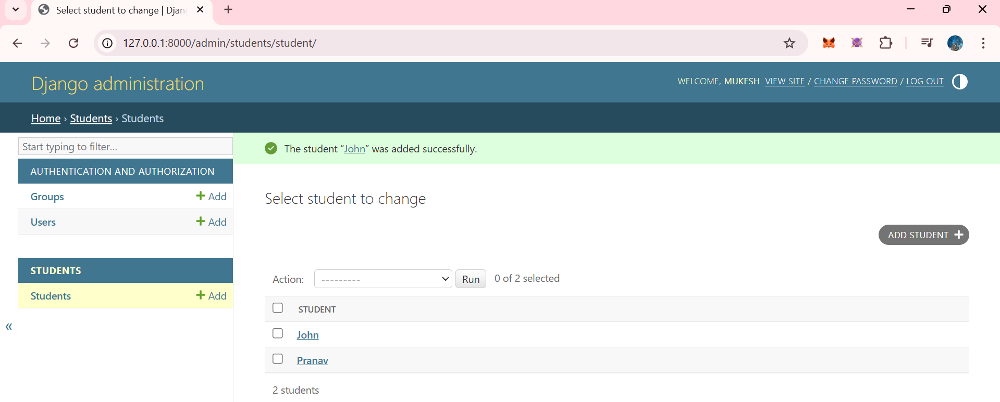 Select student to change | Djan
127.0.0.1:8000/admin/students/student/
Django administration
WELCOME, MUKESH. VIEW SITE / CHANGE PASSWORD / LOG OUT
Home › Students › Students
Start typing to filter...
AUTHENTICATION AND AUTHORIZATION
Groups + Add
Users + Add
STUDENTS
Students + Add
«
The student “John” was added successfully.
Select student to change
ADD STUDENT +
Action: --------- Run 0 of 2 selected
STUDENT
John
Pranav
2 students